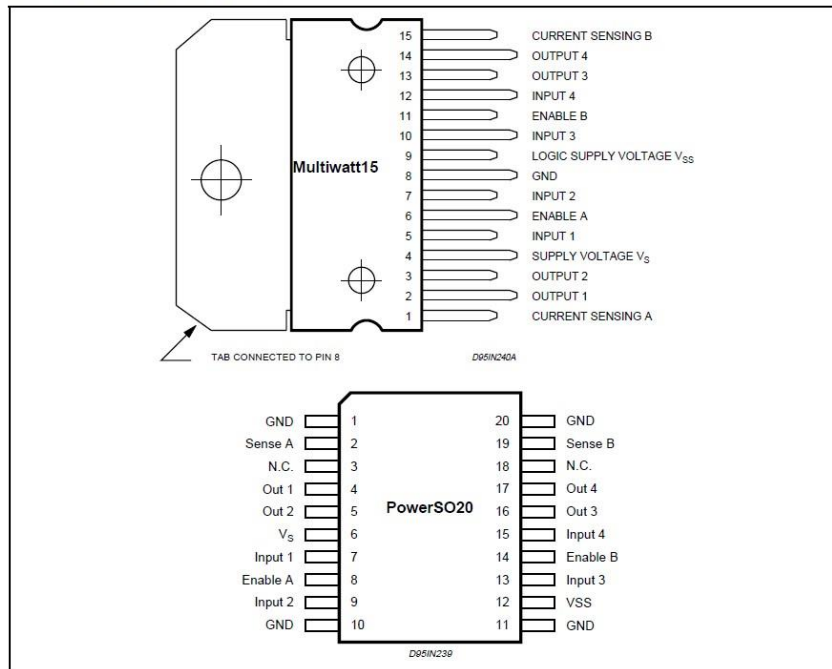 15 CURRENT SENSING B
14 OUTPUT 4
13 OUTPUT 3
12 INPUT 4
11 ENABLE B
10 INPUT 3
Multiwatt15
9 LOGIC SUPPLY VOLTAGE VSS
8 GND
7 INPUT 2
6 ENABLE A
5 INPUT 1
4 SUPPLY VOLTAGE VS
3 OUTPUT 2
2 OUTPUT 1
1 CURRENT SENSING A
TAB CONNECTED TO PIN 8
D95IN240A
GND 1 20 GND
Sense A 2 19 Sense B
N.C. 3 18 N.C.
Out 1 4 17 Out 4
Out 2 5 16 Out 3
PowerSO20
VS 6 15 Input 4
Input 1 7 14 Enable B
Enable A 8 13 Input 3
Input 2 9 12 VSS
GND 10 11 GND
D95IN239